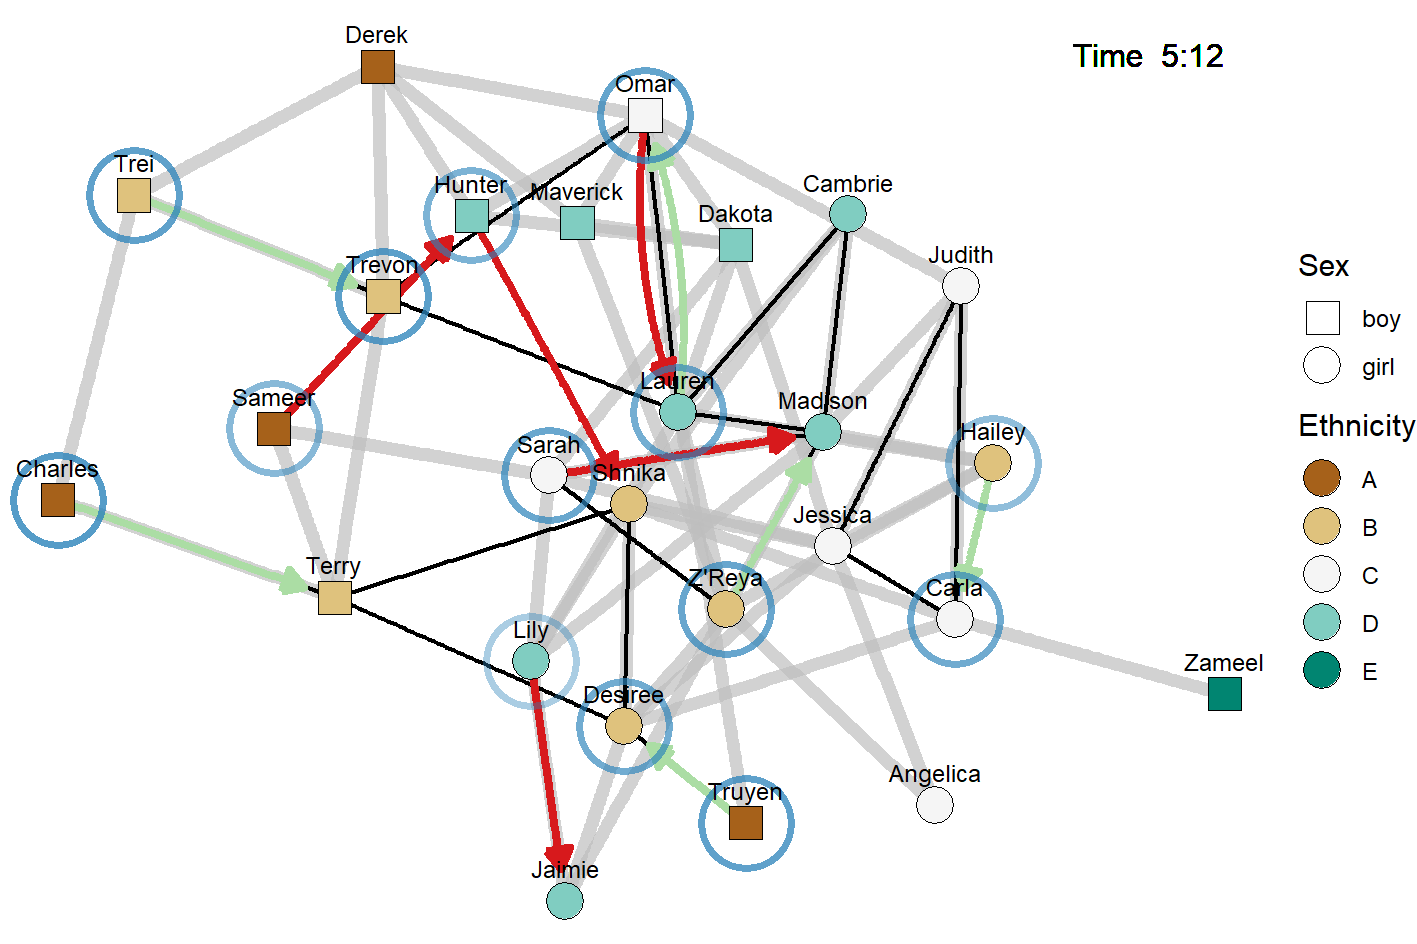 Derek
Time 5:12
Omar
Trei
Hunter
Maverick
Cambrie
Dakota
Judith
Trevon
Sex
boy
girl
Lauren
Sameer
Madison
Ethnicity
Hailey
Sarah
Charles
Shnika
A
B
Jessica
Terry
Z'Reya
Carla
C
Lily
D
Zameel
E
Desiree
Angelica
Truyen
Jaimie